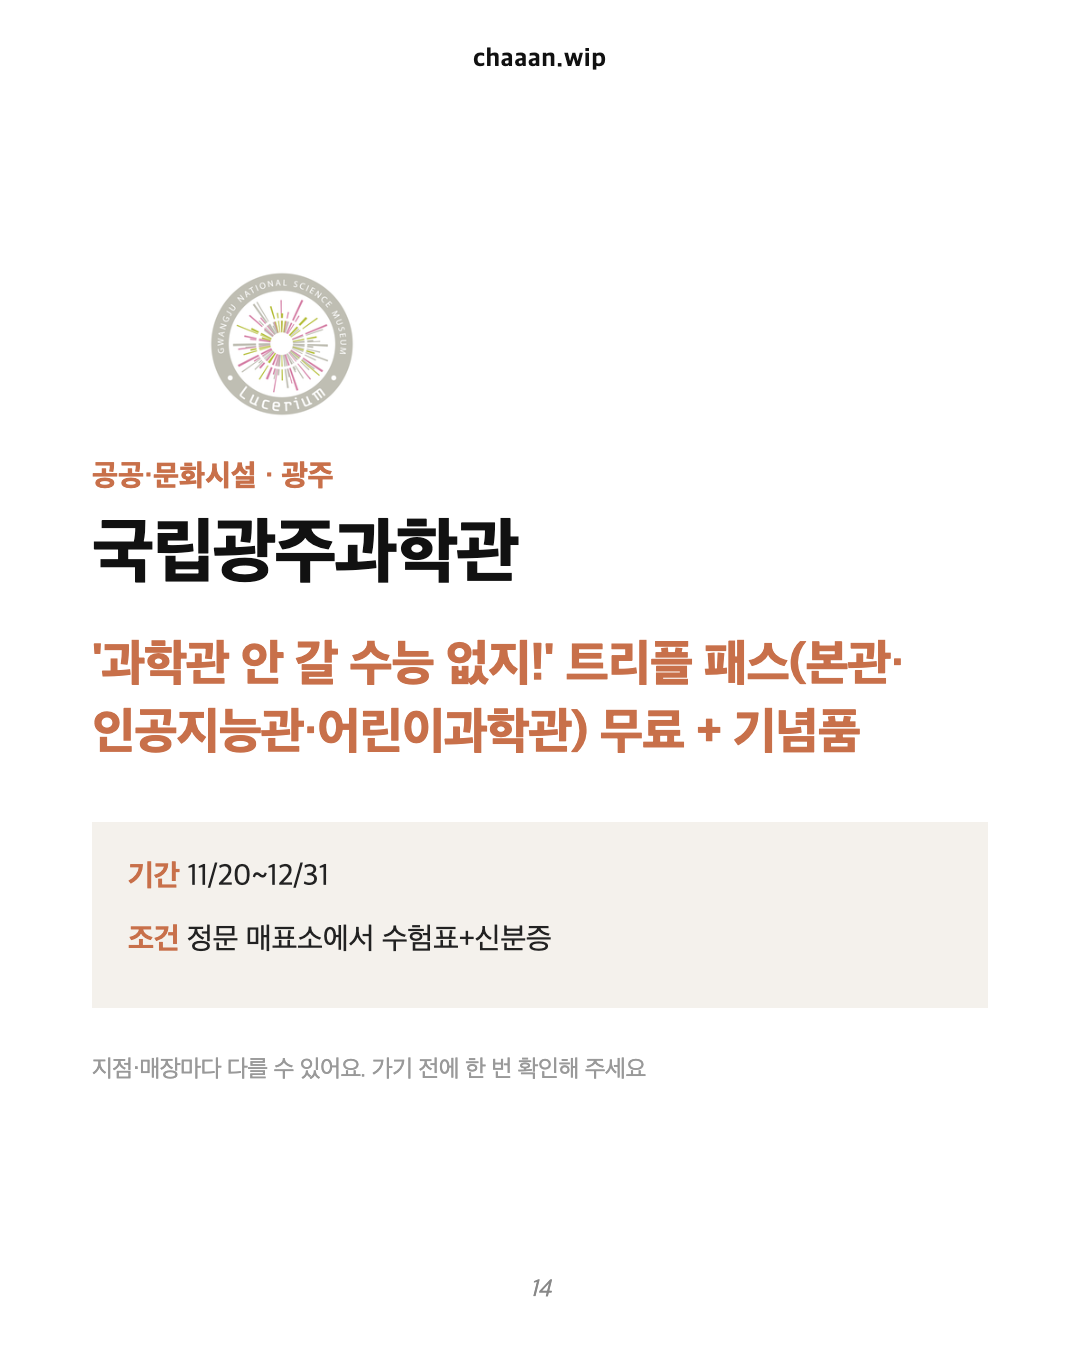 chaaan.wip
GWANGJU NATIONAL SCIENCE MUSEUM
Lucerium
공공·문화시설 · 광주
국립광주과학관
'과학관 안 갈 수능 없지!' 트리플 패스(본관·
인공지능관·어린이과학관) 무료 + 기념품
기간 11/20~12/31
조건 정문 매표소에서 수험표+신분증
지점·매장마다 다를 수 있어요. 가기 전에 한 번 확인해 주세요
14